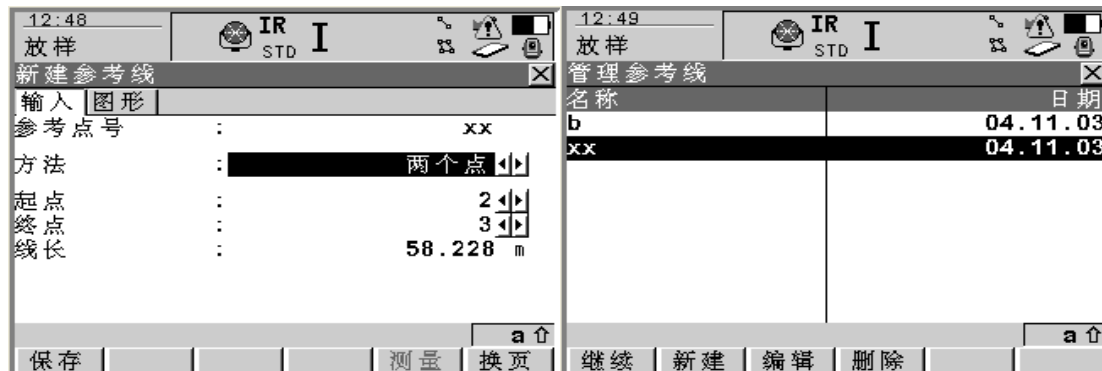 12:48
放样
IR
STD
I
新建参考线
输入 图形
参考点号 : xx
方法 : 两个点
起点 : 2
终点 : 3
线长 : 58.228 m
a
保存 测量 换页
12:49
放样
IR
STD
I
管理参考线
名称 日期
b 04.11.03
xx 04.11.03
a
继续 新建 编辑 删除